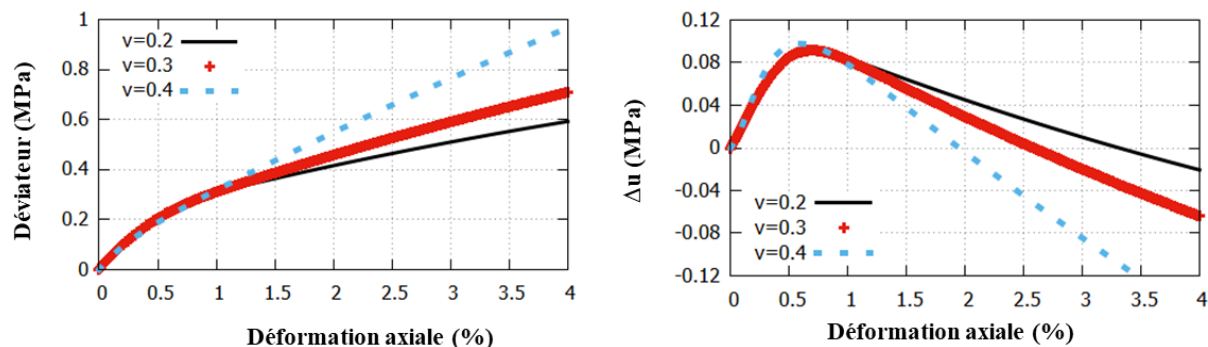 Déviateur (MPa)
1
0.8
0.6
0.4
0.2
0
v=0.2
v=0.3
v=0.4
0 0.5 1 1.5 2 2.5 3 3.5 4
Déformation axiale (%)
Δu (MPa)
0.12
0.08
0.04
0
-0.04
-0.08
-0.12
v=0.2
v=0.3
v=0.4
0 0.5 1 1.5 2 2.5 3 3.5 4
Déformation axiale (%)